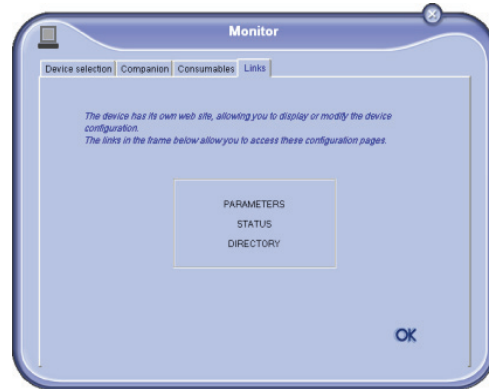 Monitor
Device selection Companion Consumables Links
The device has its own web site, allowing you to display or modify the device
configuration.
The links in the frame below allow you to access these configuration pages.
PARAMETERS
STATUS
DIRECTORY
OK